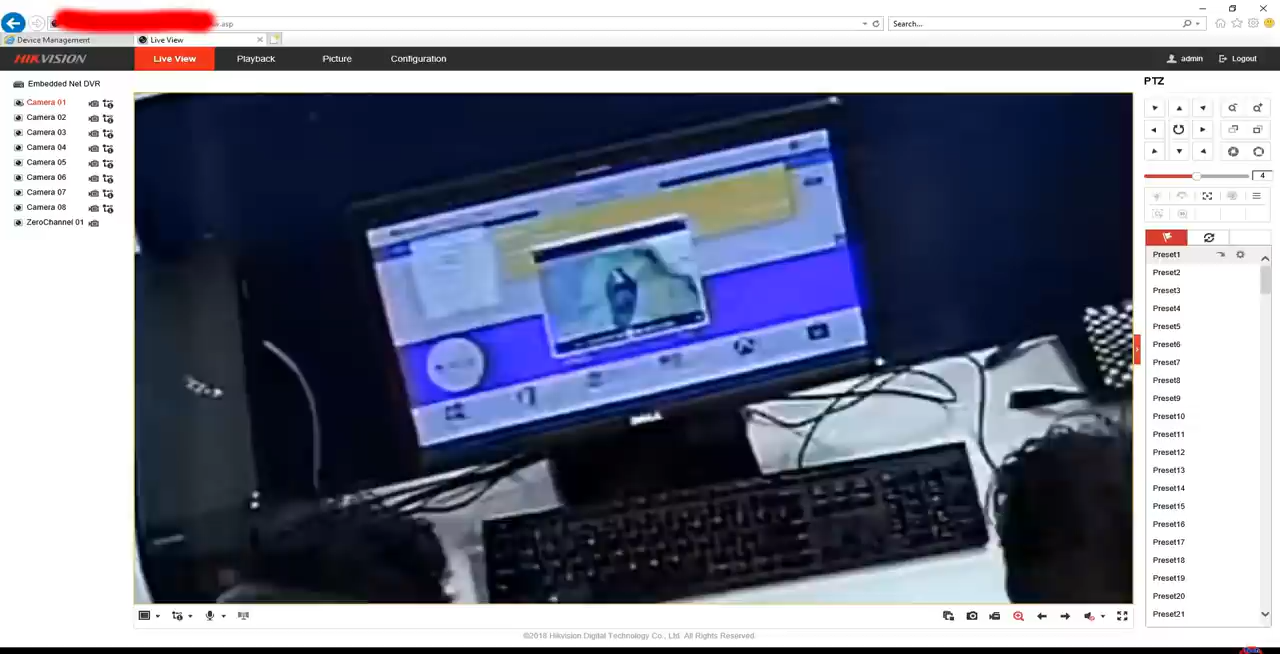 .asp
Search...
Device Management
Live View
HIKVISION
Live View
Playback
Picture
Configuration
admin
Logout
Embedded Net DVR
Camera 01
Camera 02
Camera 03
Camera 04
Camera 05
Camera 06
Camera 07
Camera 08
ZeroChannel 01
DELL
PTZ
4
Preset1
Preset2
Preset3
Preset4
Preset5
Preset6
Preset7
Preset8
Preset9
Preset10
Preset11
Preset12
Preset13
Preset14
Preset15
Preset16
Preset17
Preset18
Preset19
Preset20
Preset21
©2018 Hikvision Digital Technology Co., Ltd. All Rights Reserved.